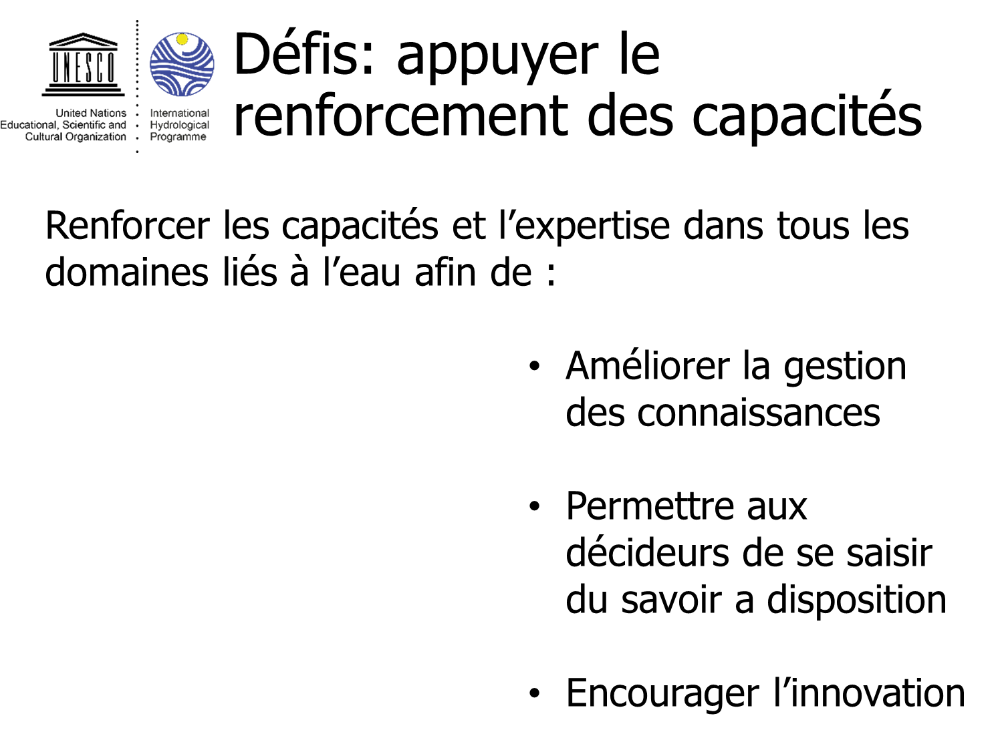 UNESCO
United Nations
Educational, Scientific and
Cultural Organization
International
Hydrological
Programme
Défis: appuyer le
renforcement des capacités
Renforcer les capacités et l’expertise dans tous les
domaines liés à l’eau afin de :
• Améliorer la gestion
des connaissances
• Permettre aux
décideurs de se saisir
du savoir a disposition
• Encourager l’innovation